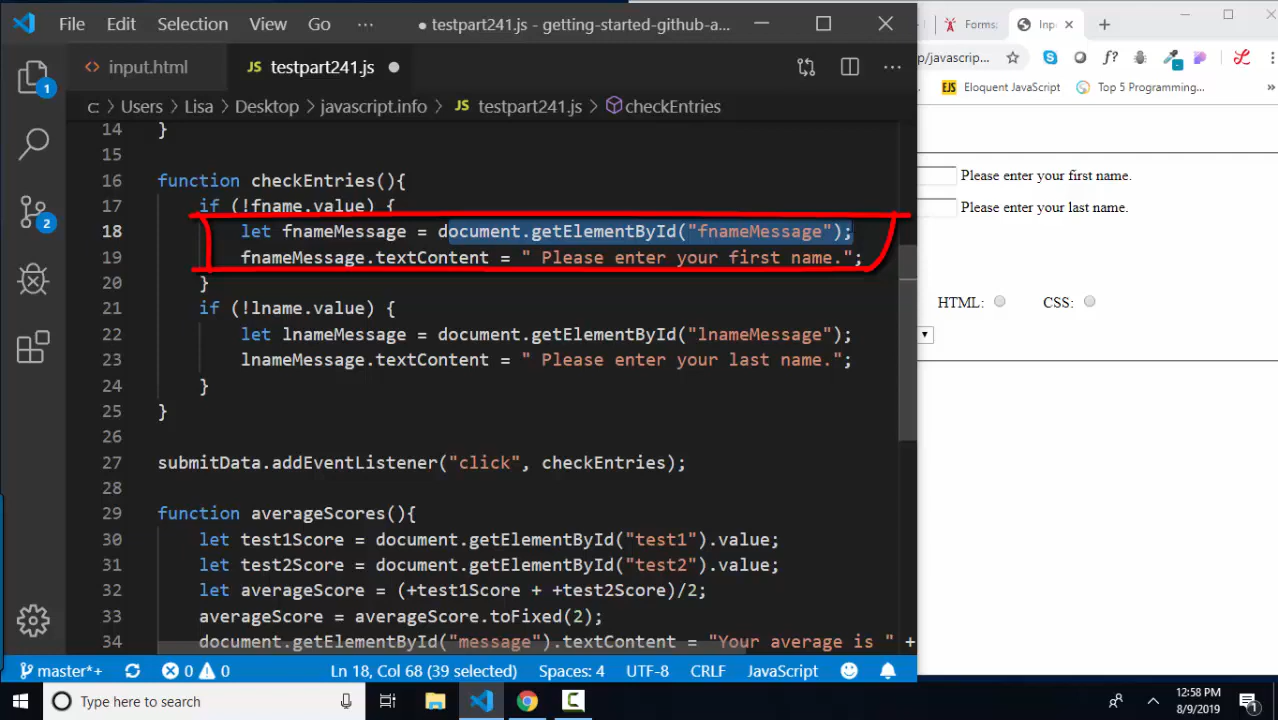 File Edit Selection View Go ··· ● testpart241.js - getting-started-github-a...
<> input.html JS testpart241.js ●
C: > Users > Lisa > Desktop > javascript.info > JS testpart241.js > checkEntries
14 }
15
16 function checkEntries(){
17 if (!fname.value) {
18 let fnameMessage = document.getElementById("fnameMessage");
19 fnameMessage.textContent = " Please enter your first name.";
20 }
21 if (!lname.value) {
22 let lnameMessage = document.getElementById("lnameMessage");
23 lnameMessage.textContent = " Please enter your last name.";
24 }
25 }
26
27 submitData.addEventListener("click", checkEntries);
28
29 function averageScores(){
30 let test1Score = document.getElementById("test1").value;
31 let test2Score = document.getElementById("test2").value;
32 let averageScore = (+test1Score + +test2Score)/2;
33 averageScore = averageScore.toFixed(2);
34 document.getElementById("message").textContent = "Your average is " +
1
2
master*+ 0 0 Ln 18, Col 68 (39 selected) Spaces: 4 UTF-8 CRLF JavaScript
Forms: Inp
p/javascrip... f?
EJS Eloquent JavaScript Top 5 Programming... »
Please enter your first name.
Please enter your last name.
HTML: CSS:
Type here to search
12:58 PM
8/9/2019
1